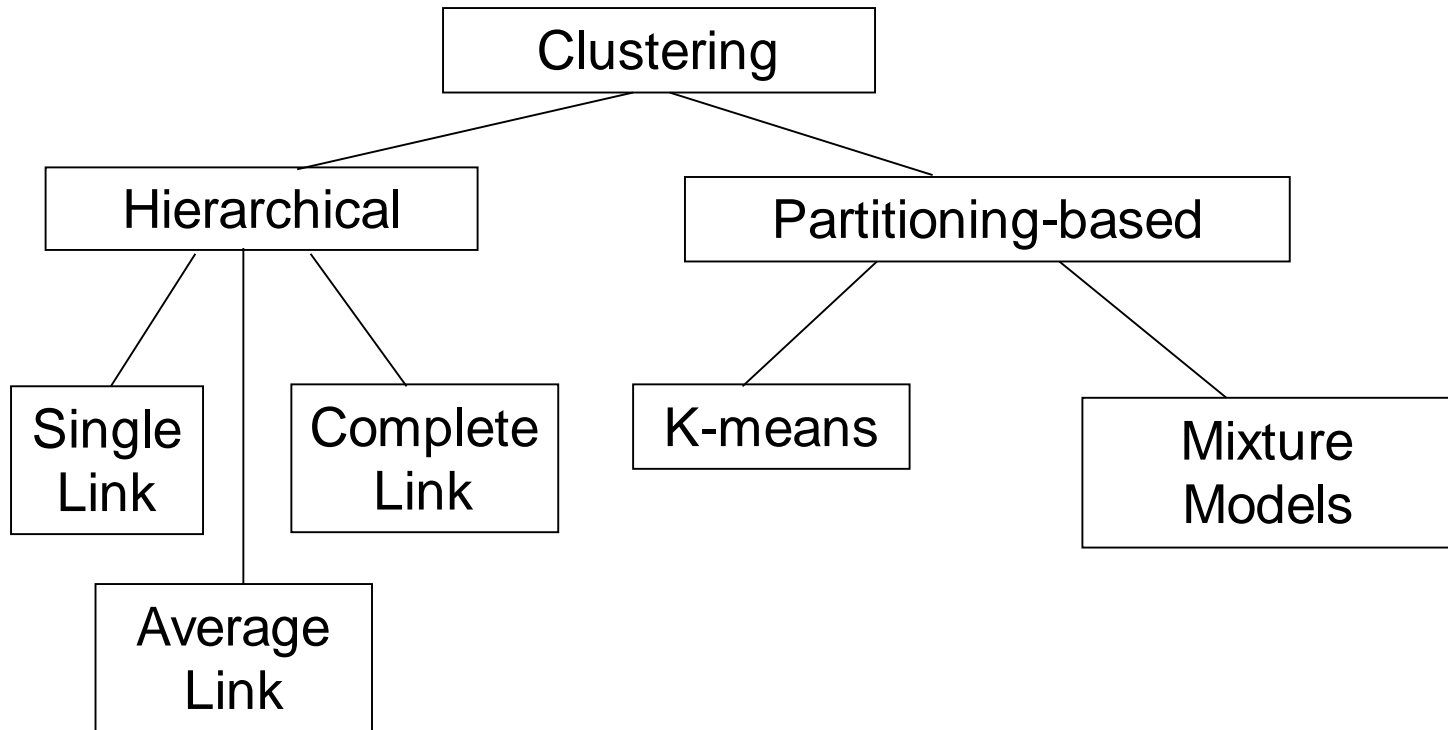 Clustering
Hierarchical
Partitioning-based
Single
Link
Complete
Link
K-means
Mixture
Models
Average
Link